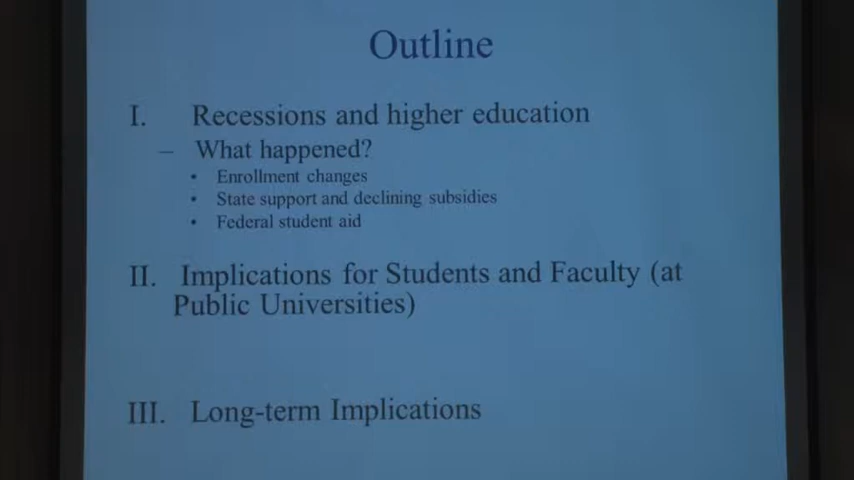 Outline
I. Recessions and higher education
– What happened?
• Enrollment changes
• State support and declining subsidies
• Federal student aid
II. Implications for Students and Faculty (at
Public Universities)
III. Long-term Implications